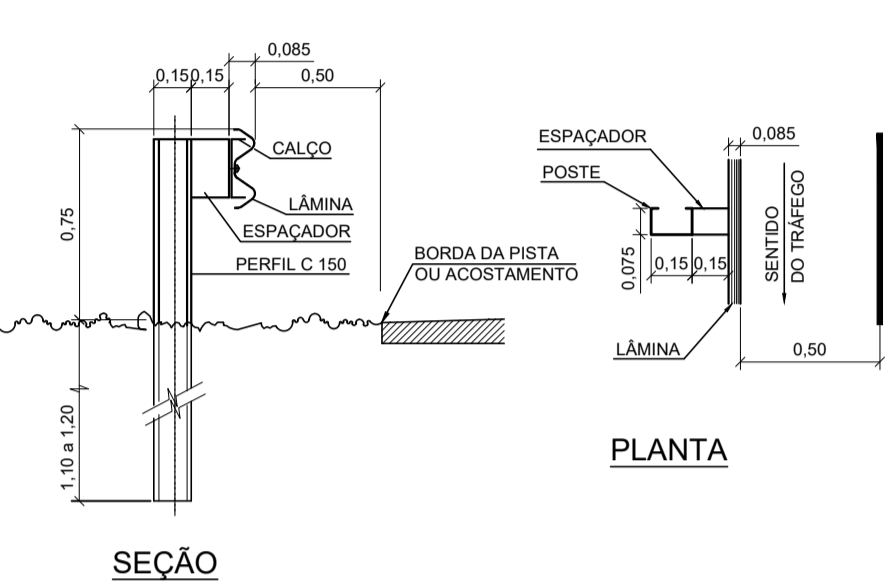 0,085
0,15
0,15
0,50
CALÇO
LÂMINA
ESPAÇADOR
PERFIL C 150
0,75
BORDA DA PISTA
OU ACOSTAMENTO
1,10 a 1,20
SEÇÃO
ESPAÇADOR
0,085
POSTE
0,075
0,15
0,15
SENTIDO
DO TRÁFEGO
LÂMINA
0,50
PLANTA